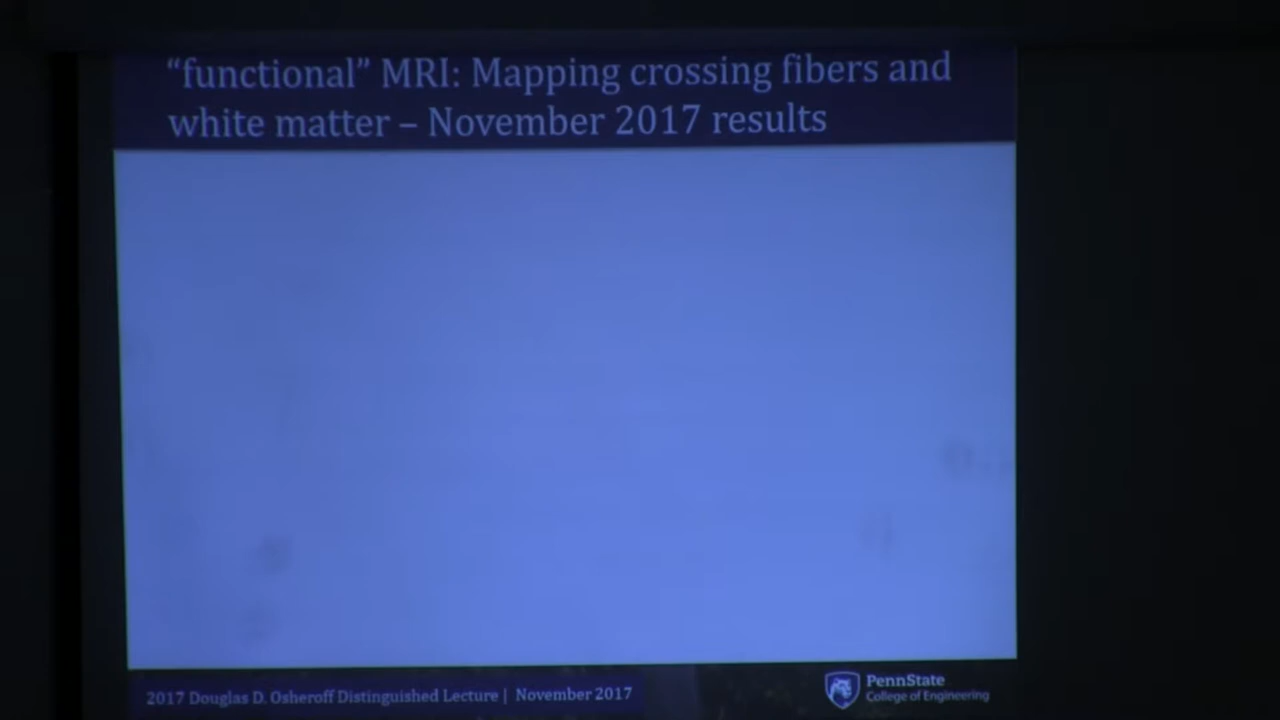 “functional” MRI: Mapping crossing fibers and
white matter – November 2017 results
2017 Douglas D. Osheroff Distinguished Lecture | November 2017
PennState
College of Engineering